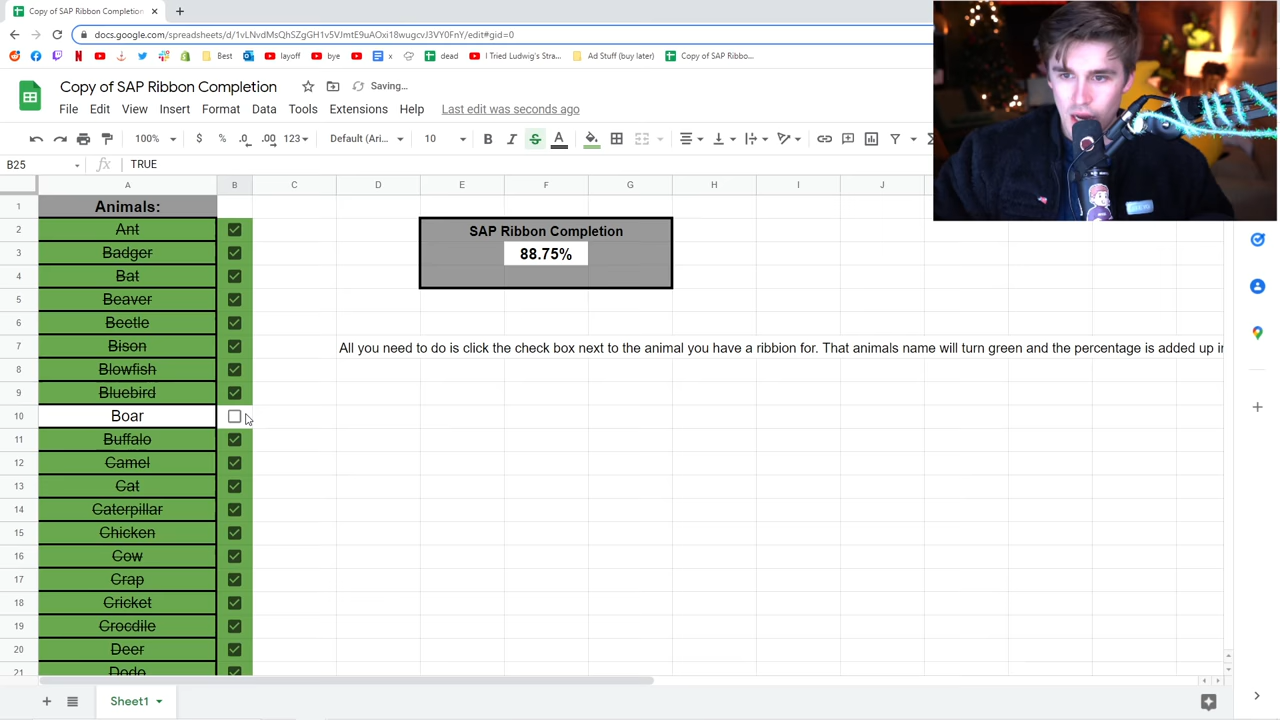 Copy of SAP Ribbon Completion
docs.google.com/spreadsheets/d/1vLNvdMsQhSZgGH1v5VJmtE9uAOxi18wugcvJ3VY0FnY/edit#gid=0
Best
layoff
bye
x
dead
I Tried Ludwig's Stra...
Ad Stuff (buy later)
Copy of SAP Ribbo...
Copy of SAP Ribbon Completion
Saving...
File Edit View Insert Format Data Tools Extensions Help Last edit was seconds ago
100% $ % .0 .00 123 Default (Ari... 10 B I S A
B25 fx TRUE
A B C D E F G H I J
1 Animals:
2 Ant
SAP Ribbon Completion
3 Badger
88.75%
4 Bat
5 Beaver
6 Beetle
7 Bison
All you need to do is click the check box next to the animal you have a ribbion for. That animals name will turn green and the percentage is added up i
8 Blowfish
9 Bluebird
10 Boar
11 Buffalo
12 Camel
13 Cat
14 Caterpillar
15 Chicken
16 Cow
17 Crap
18 Cricket
19 Crocdile
20 Deer
21 Dodo
Sheet1